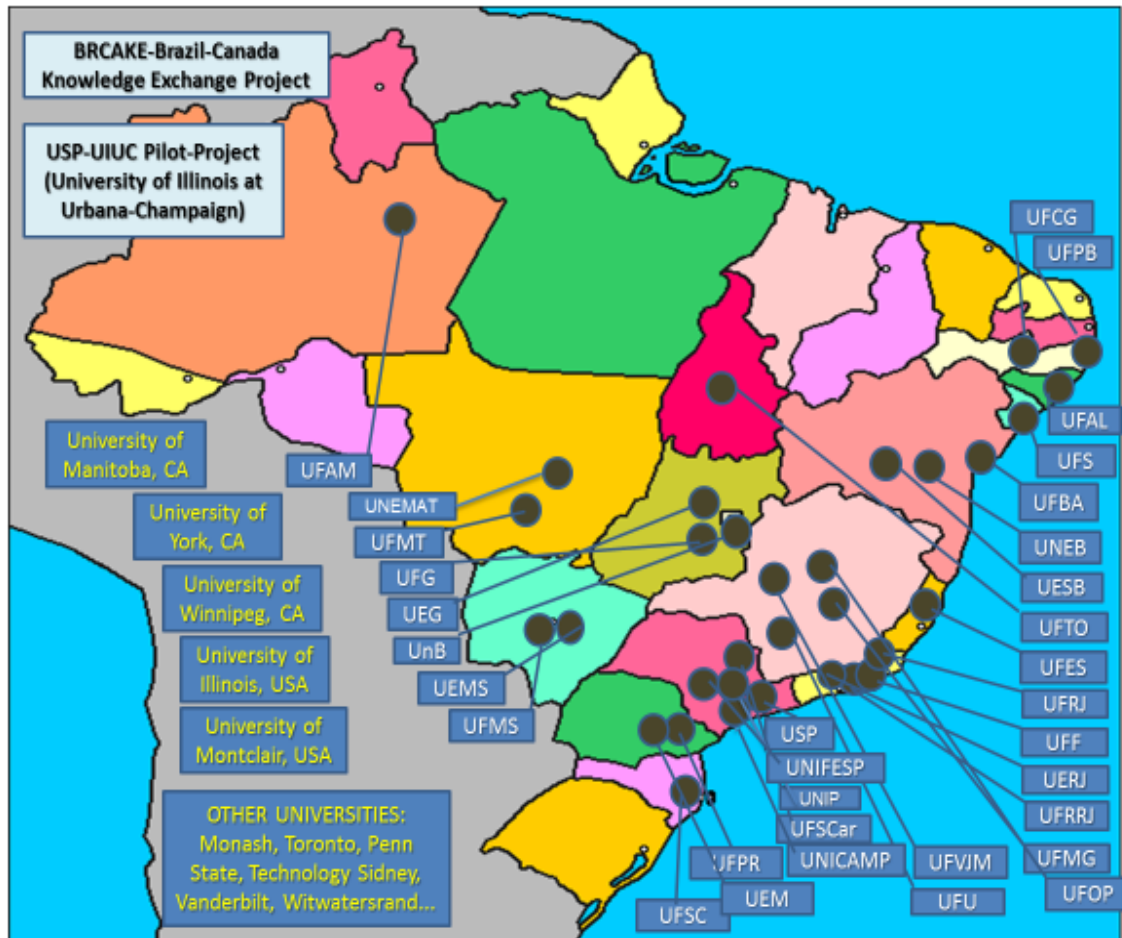 BRCAKE-Brazil-Canada
Knowledge Exchange Project
USP-UIUC Pilot-Project
(University of Illinois at
Urbana-Champaign)
UFCG
UFPB
UFAL
UFS
UFBA
UNEB
UESB
UFTO
UFES
UFRJ
UFF
UERJ
UFRRJ
UFMG
UFOP
University of
Manitoba, CA
University of
York, CA
University of
Winnipeg, CA
University of
Illinois, USA
University of
Montclair, USA
OTHER UNIVERSITIES:
Monash, Toronto, Penn
State, Technology Sidney,
Vanderbilt, Witwatersrand...
UFAM
UNEMAT
UFMT
UFG
UEG
UnB
UEMS
UFMS
USP
UNIFESP
UNIP
UFSCar
UNICAMP
UFVJM
UFU
UFPR
UEM
UFSC